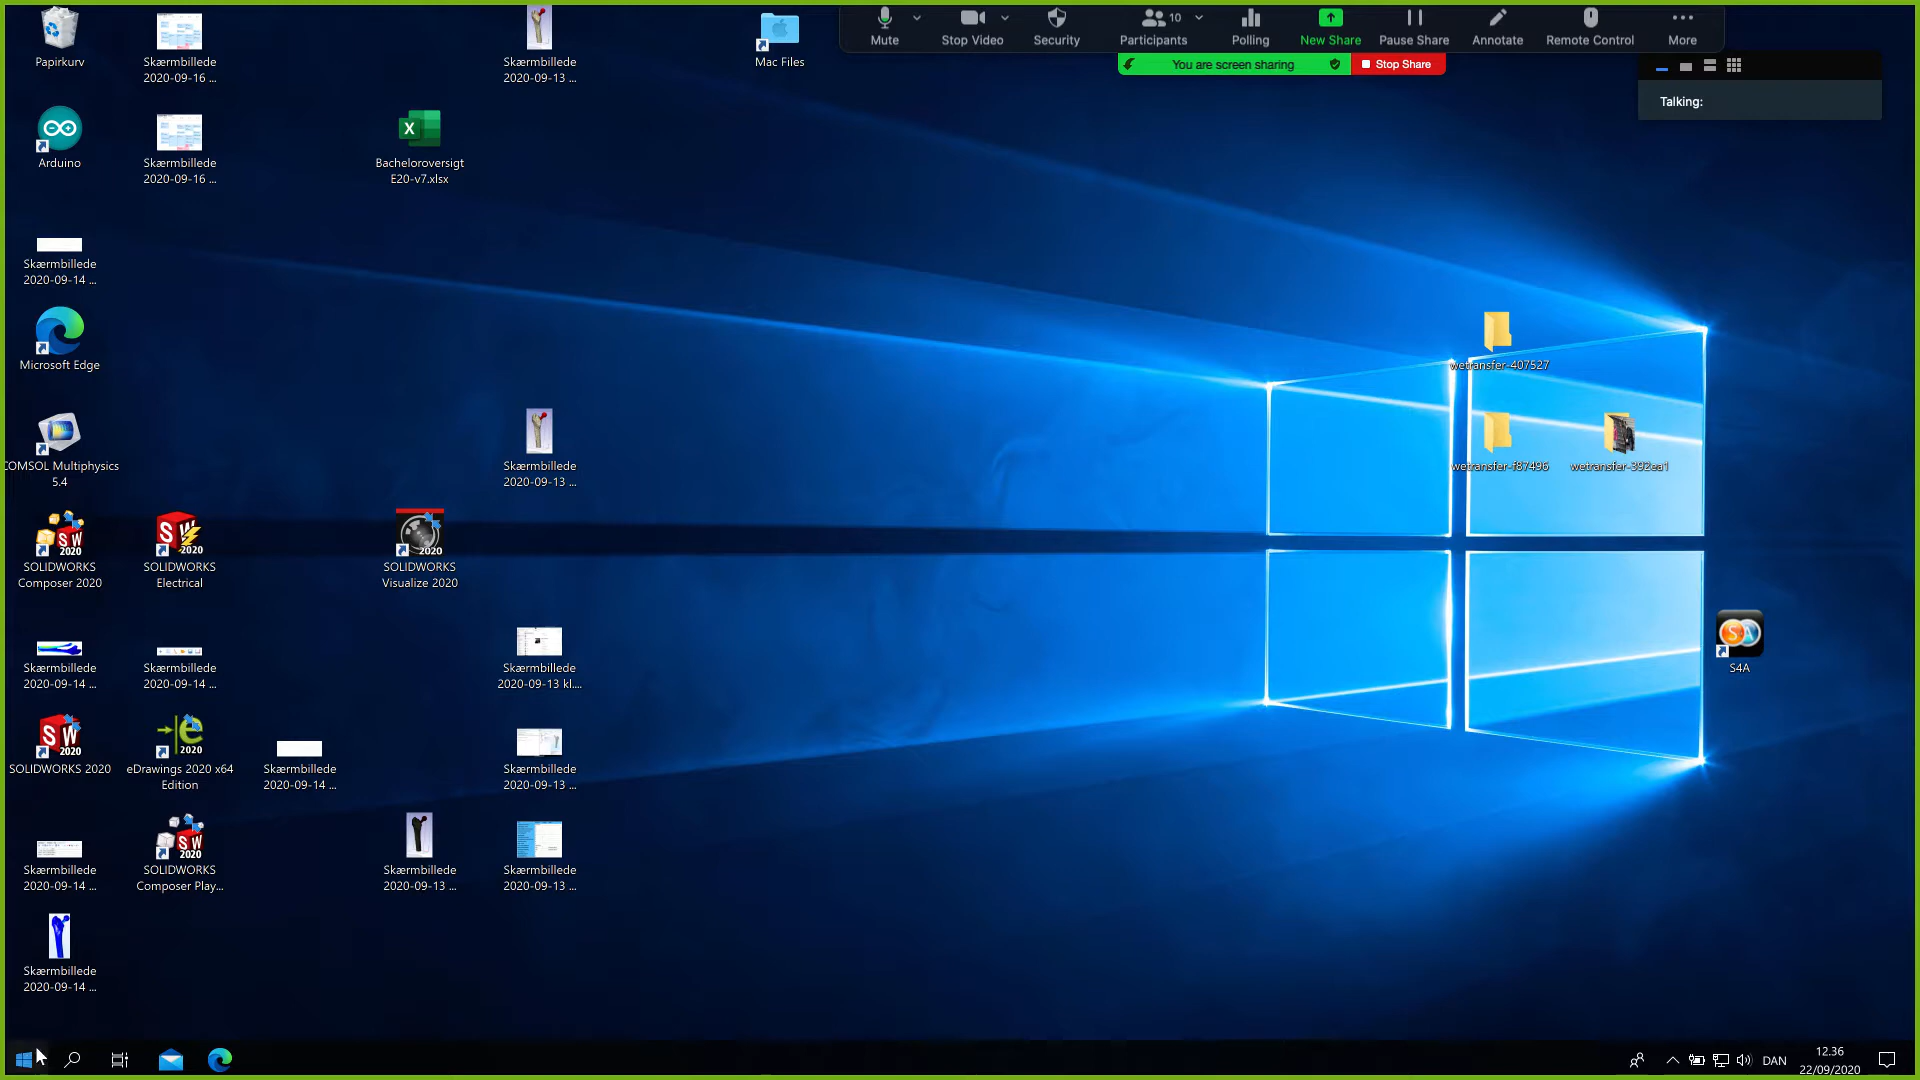 Mute
Stop Video
Security
Participants
10
Polling
New Share
Pause Share
Annotate
Remote Control
More
You are screen sharing
Stop Share
Talking:
Papirkurv
Skærmbillede
2020-09-16 ...
Skærmbillede
2020-09-13 ...
Mac Files
Arduino
Skærmbillede
2020-09-16 ...
Bacheloroversigt
E20-v7.xlsx
Skærmbillede
2020-09-14 ...
Microsoft Edge
wetransfer-407527
COMSOL Multiphysics
5.4
Skærmbillede
2020-09-13 ...
wetransfer-f87496
wetransfer-392ea1
SOLIDWORKS
Composer 2020
SOLIDWORKS
Electrical
SOLIDWORKS
Visualize 2020
Skærmbillede
2020-09-14 ...
Skærmbillede
2020-09-14 ...
Skærmbillede
2020-09-13 kl....
S4A
SOLIDWORKS 2020
eDrawings 2020 x64
Edition
Skærmbillede
2020-09-14 ...
Skærmbillede
2020-09-13 ...
Skærmbillede
2020-09-14 ...
SOLIDWORKS
Composer Play...
Skærmbillede
2020-09-13 ...
Skærmbillede
2020-09-13 ...
Skærmbillede
2020-09-14 ...
DAN
12.36
22/09/2020